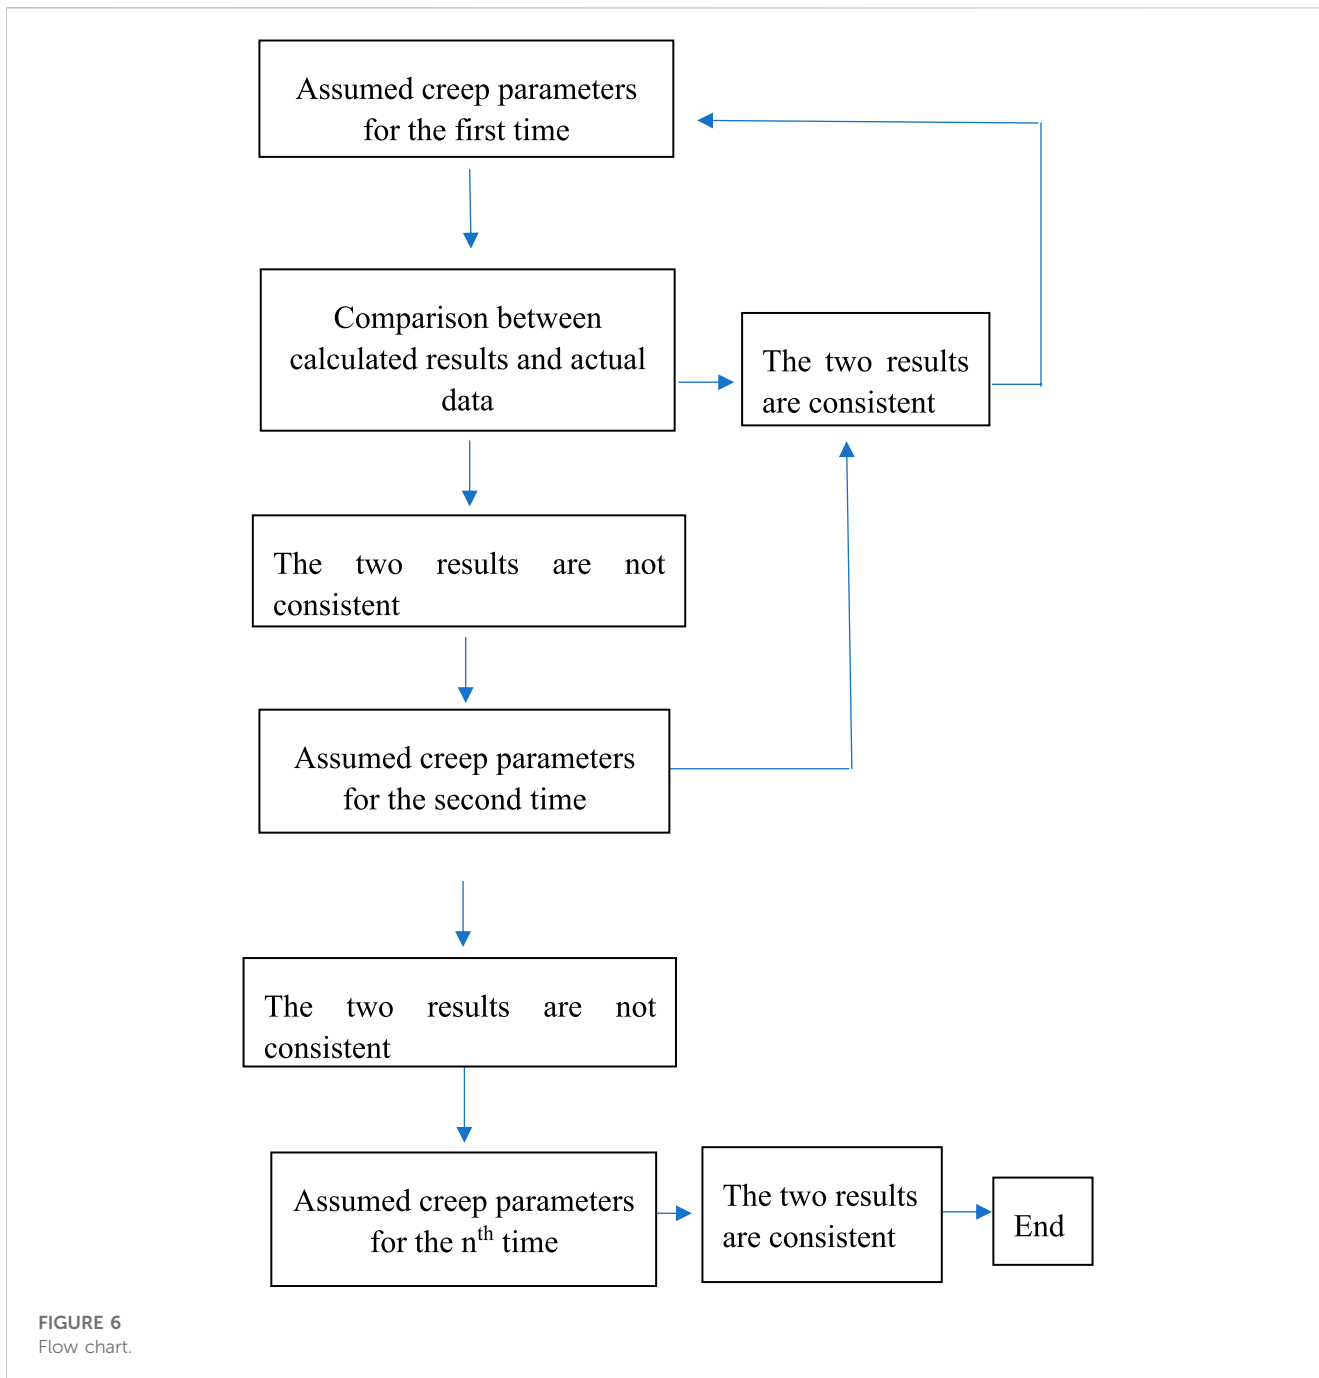 Assumed creep parameters
for the first time
Comparison between
calculated results and actual
data
The two results
are consistent
The two results are not
consistent
Assumed creep parameters
for the second time
The two results are not
consistent
Assumed creep parameters
for the nth time
The two results
are consistent
End
FIGURE 6
Flow chart.